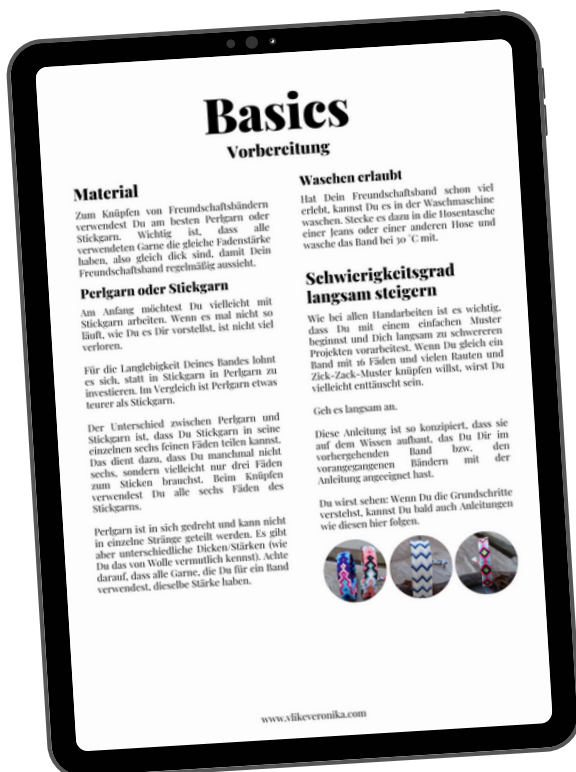 Basics
Vorbereitung
Material
Zum Knüpfen von Freundschaftsbändern
verwendest Du am besten Perlgarn oder
Stickgarn. Wichtig ist, dass alle
verwendeten Garne die gleiche Fadenstärke
haben, also gleich dick sind, damit Dein
Freundschaftsband regelmäßig aussieht.
Perlgarn oder Stickgarn
Am Anfang möchtest Du vielleicht mit
Stickgarn arbeiten. Wenn es mal nicht so
läuft, wie Du es Dir vorstellst, ist nicht viel
verloren.
Für die Langlebigkeit Deines Bandes lohnt
es sich, statt in Stickgarn in Perlgarn zu
investieren. Im Vergleich ist Perlgarn etwas
teurer als Stickgarn.
Der Unterschied zwischen Perlgarn und
Stickgarn ist, dass Du Stickgarn in seine
einzelnen sechs feinen Fäden teilen kannst.
Das dient dazu, dass Du manchmal nicht
sechs, sondern vielleicht nur drei Fäden
zum Sticken brauchst. Beim Knüpfen
verwendest Du alle sechs Fäden des
Stickgarns.
Perlgarn ist in sich gedreht und kann nicht
in einzelne Stränge geteilt werden. Es gibt
aber unterschiedliche Dicken/Stärken (wie
Du das von Wolle vermutlich kennst). Achte
darauf, dass alle Garne, die Du für ein Band
verwendest, dieselbe Stärke haben.
Waschen erlaubt
Hat Dein Freundschaftsband schon viel
erlebt, kannst Du es in der Waschmaschine
waschen. Stecke es dazu in die Hosentasche
einer Jeans oder einer anderen Hose und
wasche das Band bei 30 °C mit.
Schwierigkeitsgrad
langsam steigern
Wie bei allen Handarbeiten ist es wichtig,
dass Du mit einem einfachen Muster
beginnst und Dich langsam zu schwereren
Projekten vorarbeitest. Wenn Du gleich ein
Band mit 16 Fäden und vielen Rauten und
Zick-Zack-Muster knüpfen willst, wirst Du
vielleicht enttäuscht sein.
Geh es langsam an.
Diese Anleitung ist so konzipiert, dass sie
auf dem Wissen aufbaut, das Du Dir im
vorhergehenden Band bzw. den
vorangegangenen Bändern mit der
Anleitung angeeignet hast.
Du wirst sehen: Wenn Du die Grundschritte
verstehst, kannst Du bald auch Anleitungen
wie diesen hier folgen.
www.vlikeveronika.com